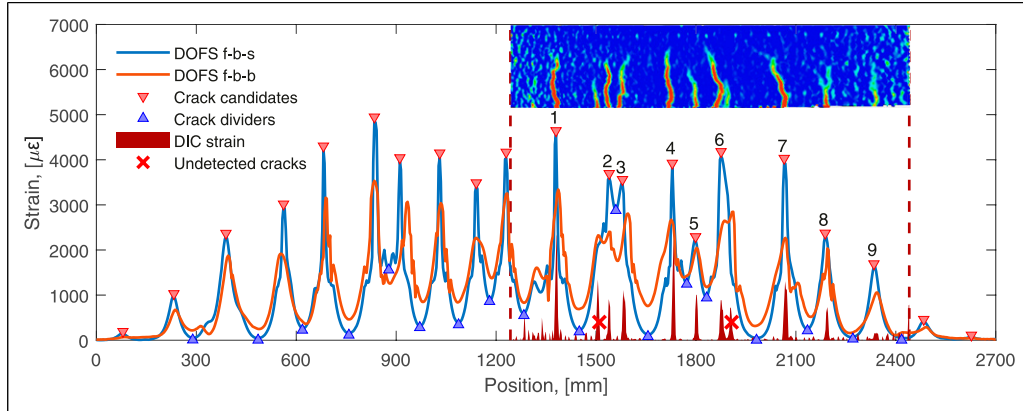 7000
6000
5000
4000
3000
2000
1000
0
Strain, [με]
DOFS f-b-s
DOFS f-b-b
Crack candidates
Crack dividers
DIC strain
Undetected cracks
1
2
3
4
5
6
7
8
9
0 300 600 900 1200 1500 1800 2100 2400 2700
Position, [mm]